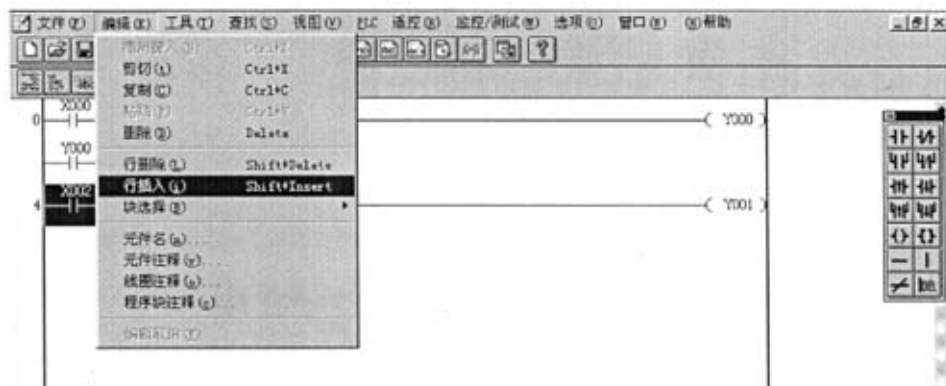 文件(F) 编辑(E) 工具(T) 查找(S) 视图(V) PLC 遥控(R) 监控/测试(M) 选项(O) 窗口(W) 帮助
剪切(t) Ctrl+X
复制(C) Ctrl+C
删除(D) Delete
行删除(L) Shift+Delete
行插入(i) Shift+Insert
块选择(B)
元件名(a)...
元件注释(v)...
线圈注释(o)...
程序块注释(c)...
X000
0
Y000
Y000
X002
4
Y001